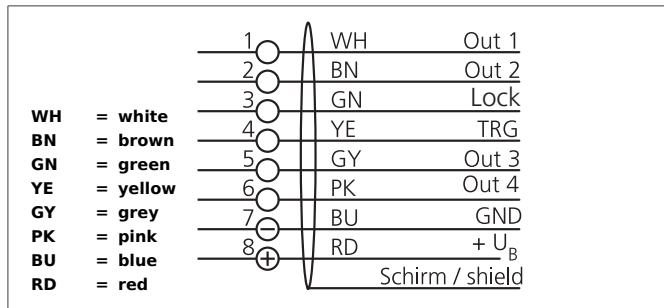 1 WH Out 1
2 BN Out 2
3 GN Lock
4 YE TRG
5 GY Out 3
6 PK Out 4
7 BU GND
8 RD + U_B
Schirm / shield
WH = white
BN = brown
GN = green
YE = yellow
GY = grey
PK = pink
BU = blue
RD = red